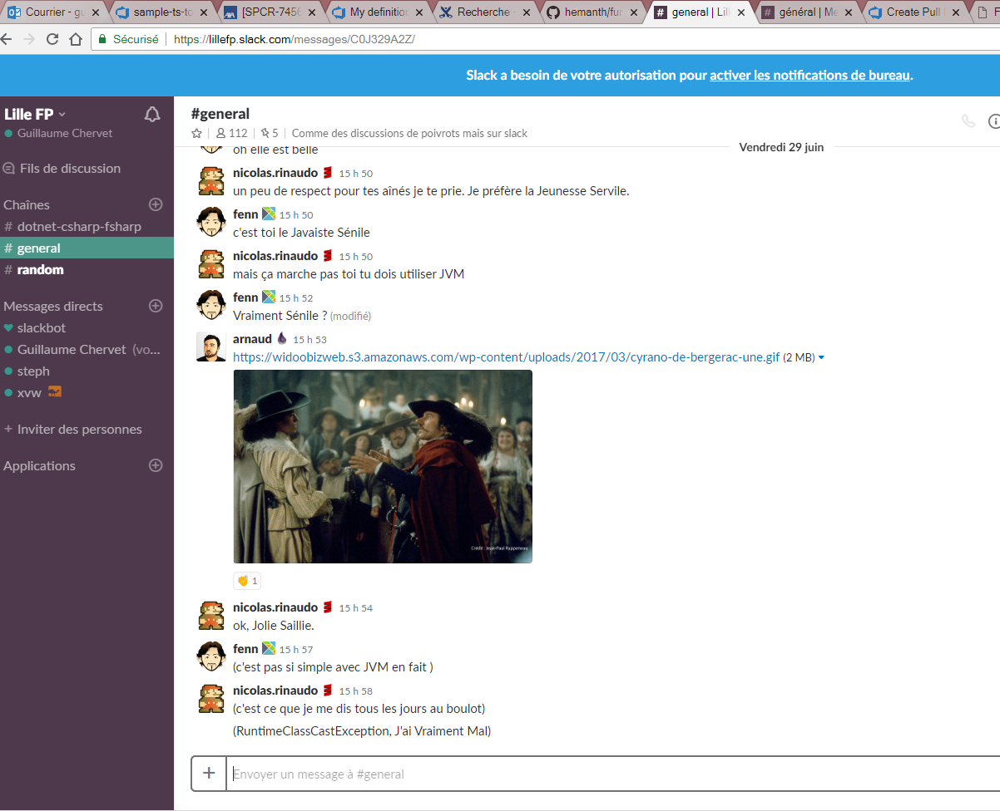 Courrier - gu
sample-ts-to
[SPCR-7456
My definition
Recherche -
hemanth/fun
general | Lill
général | Me
Create Pull
F
Sécurisé
https://lillefp.slack.com/messages/C0J329A2Z/
Slack a besoin de votre autorisation pour activer les notifications de bureau.
Lille FP
Guillaume Chervet
Fils de discussion
Chaînes
# dotnet-csharp-fsharp
# general
# random
Messages directs
slackbot
Guillaume Chervet (vo...
steph
xvw
+ Inviter des personnes
Applications
#general
112
5
Comme des discussions de poivrots mais sur slack
Vendredi 29 juin
oh elle est belle
nicolas.rinaudo 15 h 50
un peu de respect pour tes aînés je te prie. Je préfère la Jeunesse Servile.
fenn 15 h 50
c'est toi le Javaiste Sénile
nicolas.rinaudo 15 h 50
mais ça marche pas toi tu dois utiliser JVM
fenn 15 h 52
Vraiment Sénile ? (modifié)
arnaud 15 h 53
https://widoobizweb.s3.amazonaws.com/wp-content/uploads/2017/03/cyrano-de-bergerac-une.gif (2 MB)
Crédit : Jean-Paul Rappeneau
1
nicolas.rinaudo 15 h 54
ok, Jolie Saillie.
fenn 15 h 57
(c'est pas si simple avec JVM en fait )
nicolas.rinaudo 15 h 58
(c'est ce que je me dis tous les jours au boulot)
(RuntimeClassCastException, J'ai Vraiment Mal)
+ Envoyer un message à #general